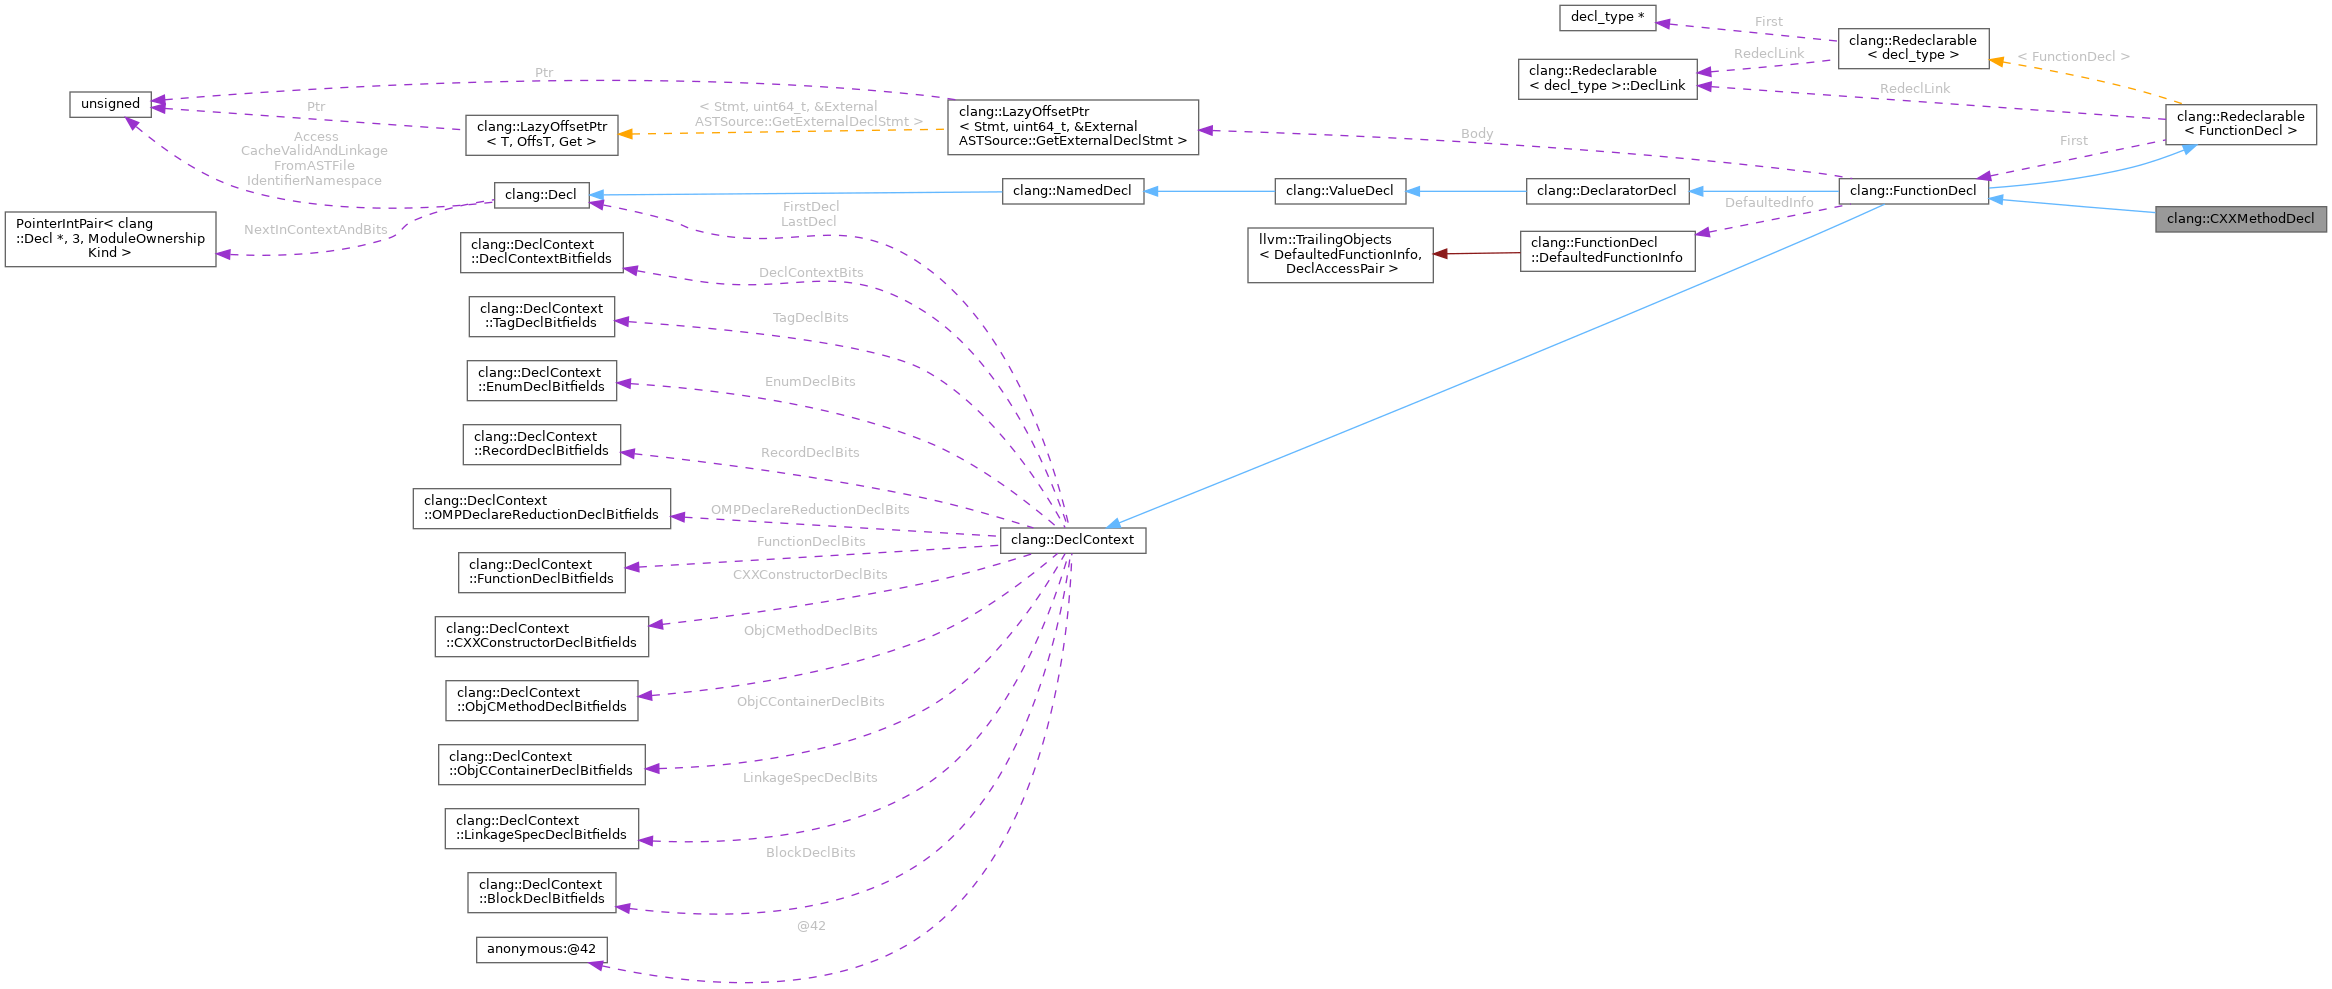 decl_type *
First
clang::Redeclarable
< decl_type >
RedeclLink
< FunctionDecl >
clang::Redeclarable
< decl_type >::DeclLink
RedeclLink
Ptr
unsigned
Ptr
< Stmt, uint64_t, &External
ASTSource::GetExternalDeclStmt >
clang::LazyOffsetPtr
< Stmt, uint64_t, &External
ASTSource::GetExternalDeclStmt >
clang::Redeclarable
< FunctionDecl >
clang::LazyOffsetPtr
< T, OffsT, Get >
Body
First
Access
CacheValidAndLinkage
FromASTFile
IdentifierNamespace
clang::Decl
clang::NamedDecl
clang::ValueDecl
clang::DeclaratorDecl
clang::FunctionDecl
clang::CXXMethodDecl
FirstDecl
LastDecl
DefaultedInfo
PointerIntPair< clang
::Decl *, 3, ModuleOwnership
Kind >
NextInContextAndBits
clang::DeclContext
::DeclContextBitfields
llvm::TrailingObjects
< DefaultedFunctionInfo,
DeclAccessPair >
clang::FunctionDecl
::DefaultedFunctionInfo
DeclContextBits
clang::DeclContext
::TagDeclBitfields
TagDeclBits
clang::DeclContext
::EnumDeclBitfields
EnumDeclBits
clang::DeclContext
::RecordDeclBitfields
RecordDeclBits
clang::DeclContext
::OMPDeclareReductionDeclBitfields
OMPDeclareReductionDeclBits
clang::DeclContext
FunctionDeclBits
clang::DeclContext
::FunctionDeclBitfields
CXXConstructorDeclBits
clang::DeclContext
::CXXConstructorDeclBitfields
ObjCMethodDeclBits
clang::DeclContext
::ObjCMethodDeclBitfields
ObjCContainerDeclBits
clang::DeclContext
::ObjCContainerDeclBitfields
LinkageSpecDeclBits
clang::DeclContext
::LinkageSpecDeclBitfields
BlockDeclBits
clang::DeclContext
::BlockDeclBitfields
@42
anonymous:@42